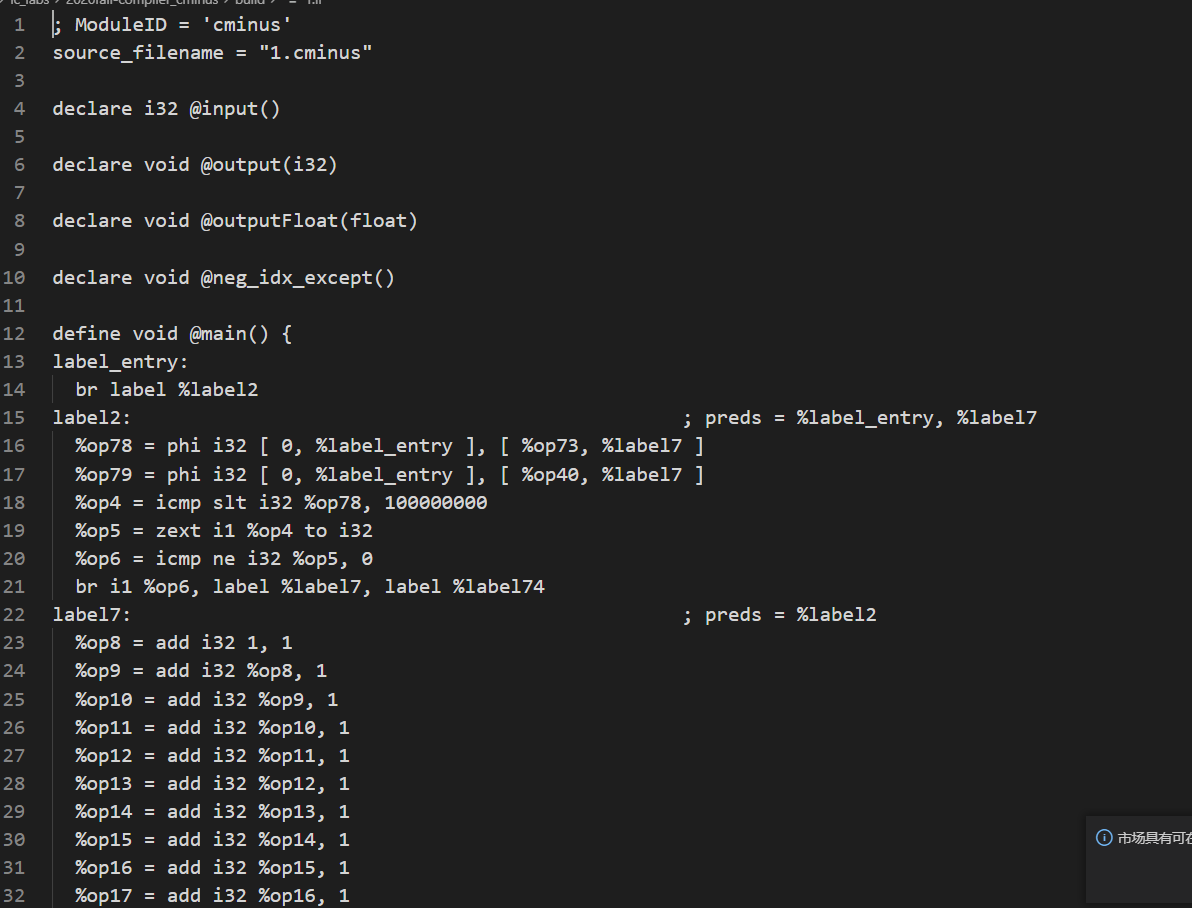 2020fall-compiler_cminus > build >
1 ; ModuleID = 'cminus'
2 source_filename = "1.cminus"
3
4 declare i32 @input()
5
6 declare void @output(i32)
7
8 declare void @outputFloat(float)
9
10 declare void @neg_idx_except()
11
12 define void @main() {
13 label_entry:
14   br label %label2
15 label2:                                                ; preds = %label_entry, %label7
16   %op78 = phi i32 [ 0, %label_entry ], [ %op73, %label7 ]
17   %op79 = phi i32 [ 0, %label_entry ], [ %op40, %label7 ]
18   %op4 = icmp slt i32 %op78, 100000000
19   %op5 = zext i1 %op4 to i32
20   %op6 = icmp ne i32 %op5, 0
21   br i1 %op6, label %label7, label %label74
22 label7:                                                ; preds = %label2
23   %op8 = add i32 1, 1
24   %op9 = add i32 %op8, 1
25   %op10 = add i32 %op9, 1
26   %op11 = add i32 %op10, 1
27   %op12 = add i32 %op11, 1
28   %op13 = add i32 %op12, 1
29   %op14 = add i32 %op13, 1
30   %op15 = add i32 %op14, 1
31   %op16 = add i32 %op15, 1
32   %op17 = add i32 %op16, 1
市场具有可在